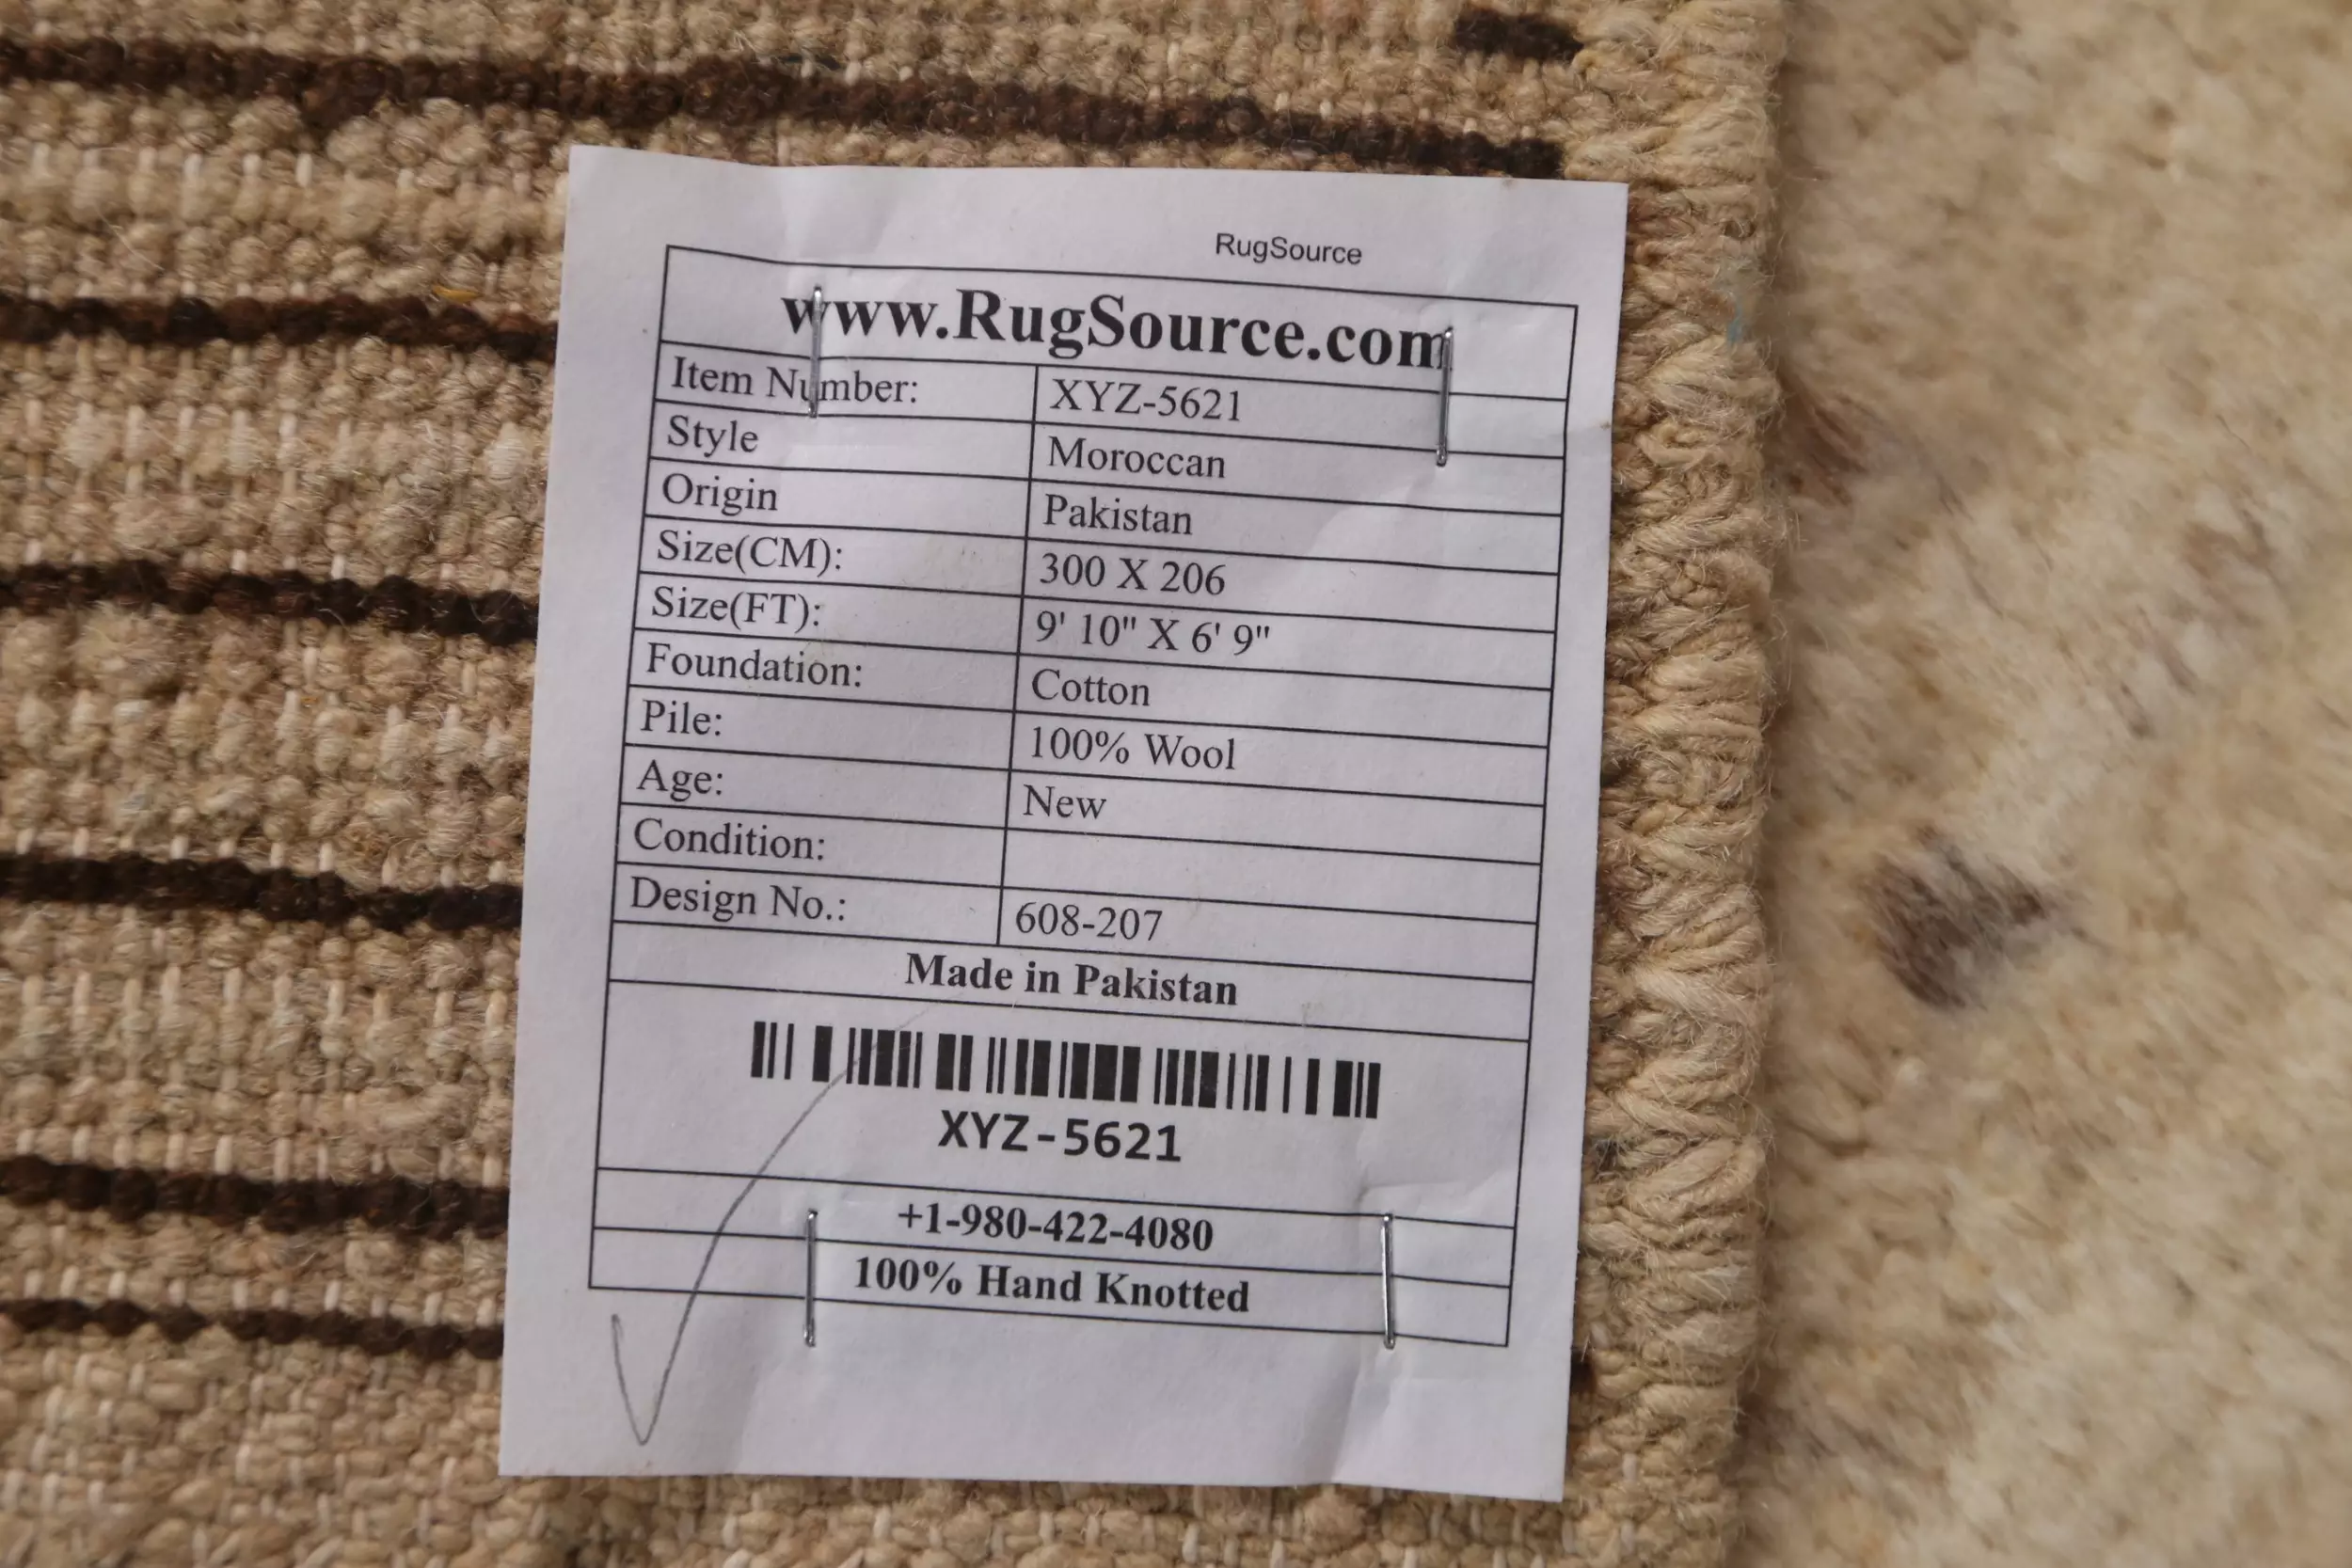 RugSource
www.RugSource.com
Item Number: XYZ-5621
Style Moroccan
Origin Pakistan
Size(CM): 300 X 206
Size(FT): 9' 10" X 6' 9"
Foundation: Cotton
Pile: 100% Wool
Age: New
Condition:
Design No.: 608-207
Made in Pakistan
XYZ-5621
+1-980-422-4080
100% Hand Knotted